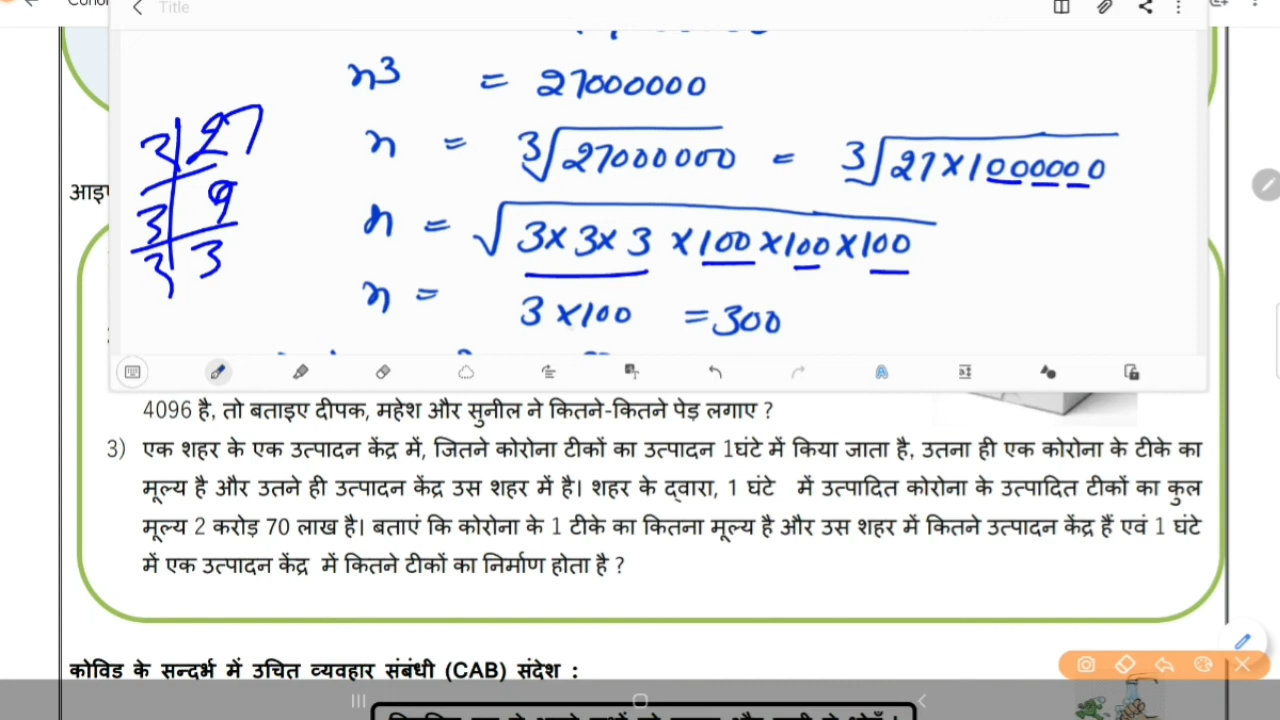 Title
n3 = 27000000
n = 3√27000000 = 3√27×1000000
n = √3×3×3×100×100×100
n = 3×100 = 300
3 27
3 9
3 3
आइए
4096 है, तो बताइए दीपक, महेश और सुनील ने कितने-कितने पेड़ लगाए ?
3) एक शहर के एक उत्पादन केंद्र में, जितने कोरोना टीकों का उत्पादन 1घंटे में किया जाता है, उतना ही एक कोरोना के टीके का
मूल्य है और उतने ही उत्पादन केंद्र उस शहर में है। शहर के द्वारा, 1 घंटे में उत्पादित कोरोना के उत्पादित टीकों का कुल
मूल्य 2 करोड़ 70 लाख है। बताएं कि कोरोना के 1 टीके का कितना मूल्य है और उस शहर में कितने उत्पादन केंद्र हैं एवं 1 घंटे
में एक उत्पादन केंद्र में कितने टीकों का निर्माण होता है ?
कोविड के सन्दर्भ में उचित व्यवहार संबंधी (CAB) संदेश :